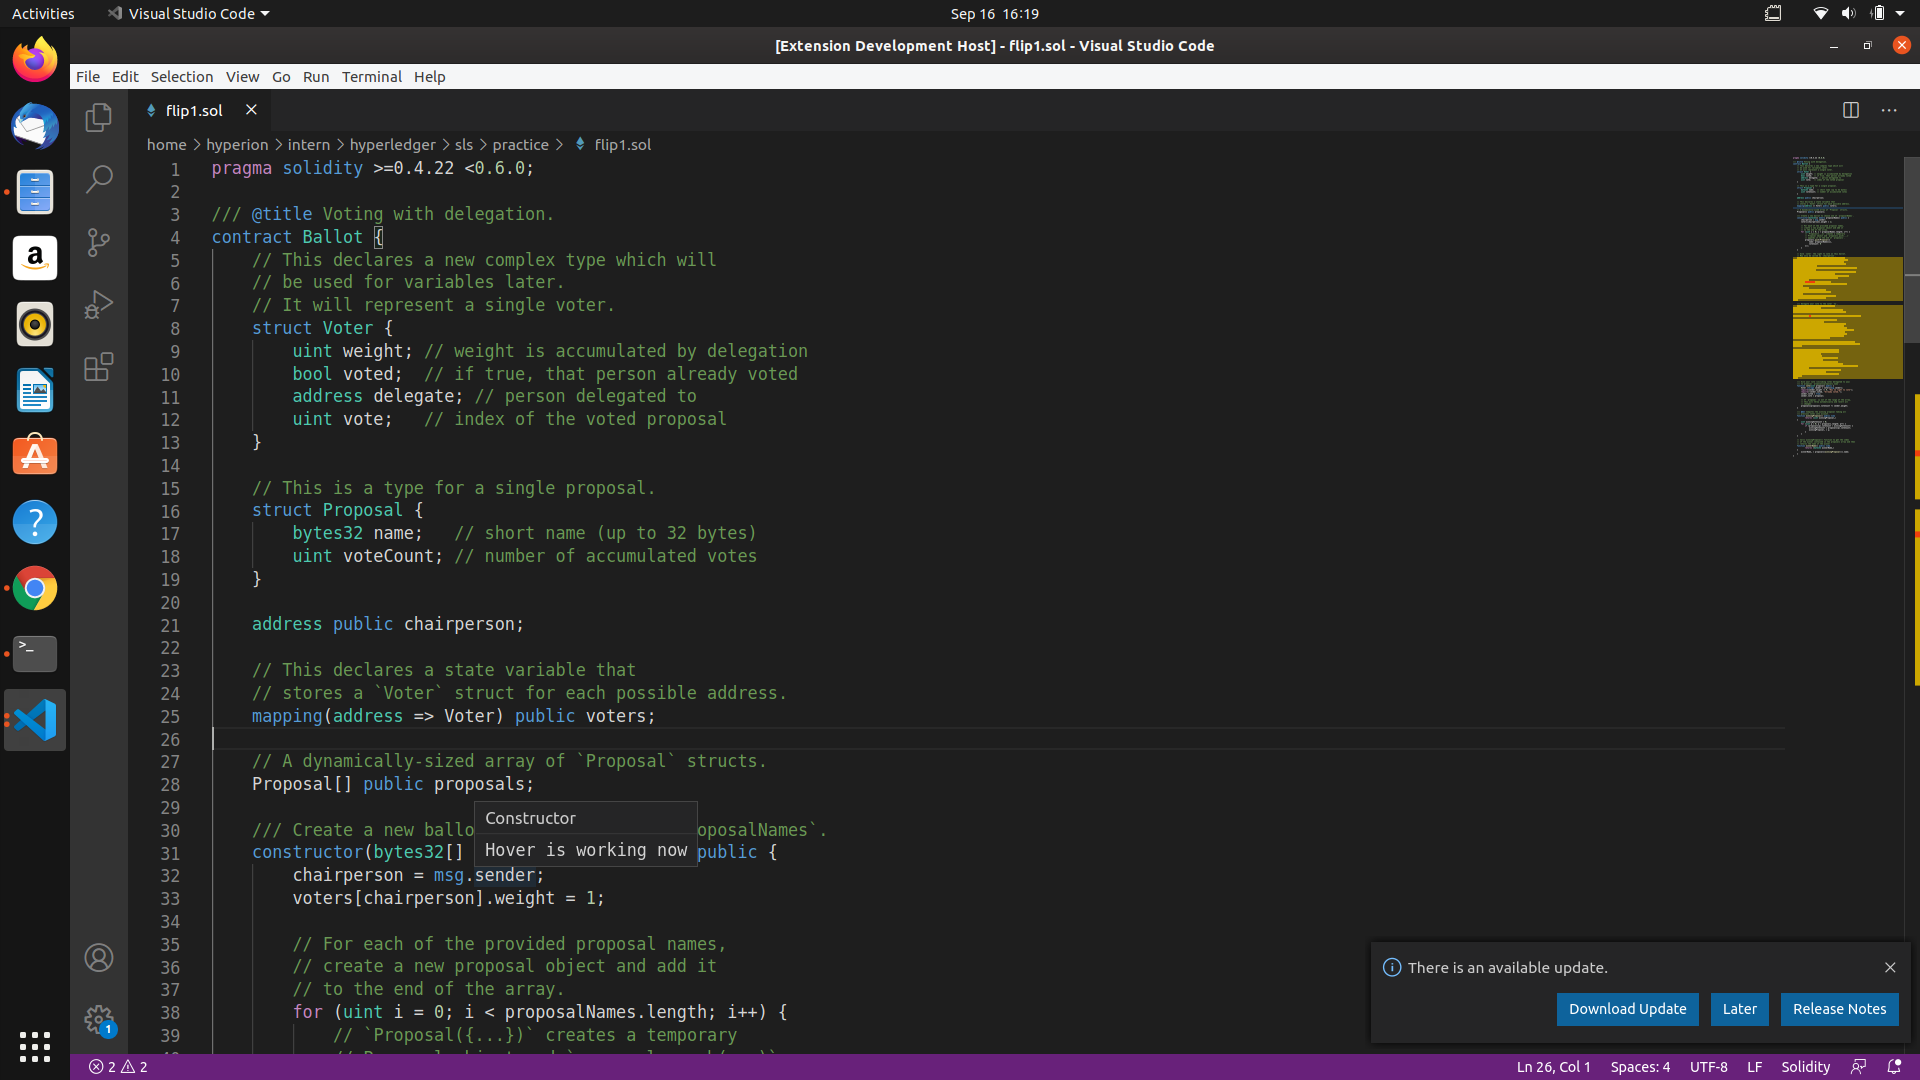 Activities Visual Studio Code Sep 16 16:19
[Extension Development Host] - flip1.sol - Visual Studio Code
File Edit Selection View Go Run Terminal Help
flip1.sol
home > hyperion > intern > hyperledger > sls > practice > flip1.sol
1 pragma solidity >=0.4.22 <0.6.0;
2
3 /// @title Voting with delegation.
4 contract Ballot {
5 // This declares a new complex type which will
6 // be used for variables later.
7 // It will represent a single voter.
8 struct Voter {
9 uint weight; // weight is accumulated by delegation
10 bool voted;  // if true, that person already voted
11 address delegate; // person delegated to
12 uint vote;   // index of the voted proposal
13 }
14
15 // This is a type for a single proposal.
16 struct Proposal {
17 bytes32 name;   // short name (up to 32 bytes)
18 uint voteCount; // number of accumulated votes
19 }
20
21 address public chairperson;
22
23 // This declares a state variable that
24 // stores a `Voter` struct for each possible address.
25 mapping(address => Voter) public voters;
26
27 // A dynamically-sized array of `Proposal` structs.
28 Proposal[] public proposals;
29
Constructor
30 /// Create a new ballo oposalNames`.
Hover is working now
31 constructor(bytes32[] public {
32 chairperson = msg.sender;
33 voters[chairperson].weight = 1;
34
35 // For each of the provided proposal names,
36 // create a new proposal object and add it
37 // to the end of the array.
38 for (uint i = 0; i < proposalNames.length; i++) {
39 // `Proposal({...})` creates a temporary
There is an available update.
Download Update Later Release Notes
1
2 2 Ln 26, Col 1 Spaces: 4 UTF-8 LF Solidity